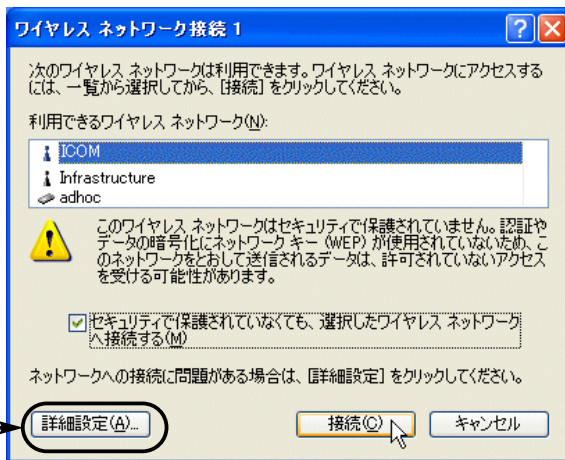 ワイヤレス ネットワーク接続 1
次のワイヤレス ネットワークは利用できます。ワイヤレス ネットワークにアクセスする
には、一覧から選択してから、[接続] をクリックしてください。
利用できるワイヤレス ネットワーク(N):
ICOM
Infrastructure
adhoc
このワイヤレス ネットワークはセキュリティで保護されていません。認証や
データの暗号化にネットワーク キー (WEP) が使用されていないため、こ
のネットワークをとおして送信されるデータは、許可されていないアクセス
を受ける可能性があります。
セキュリティで保護されていなくても、選択したワイヤレス ネットワーク
へ接続する(M)
ネットワークへの接続に問題がある場合は、[詳細設定] をクリックしてください。
詳細設定(A)...
接続(C)
キャンセル